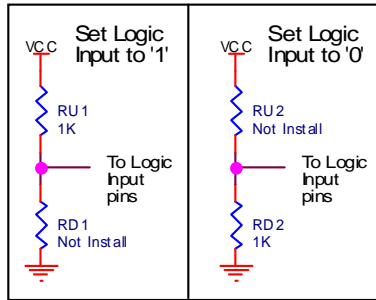 Set Logic
Input to '1'
VCC
RU1
1K
To Logic
Input
pins
RD1
Not Install
Set Logic
Input to '0'
VCC
RU2
Not Install
To Logic
Input
pins
RD2
1K